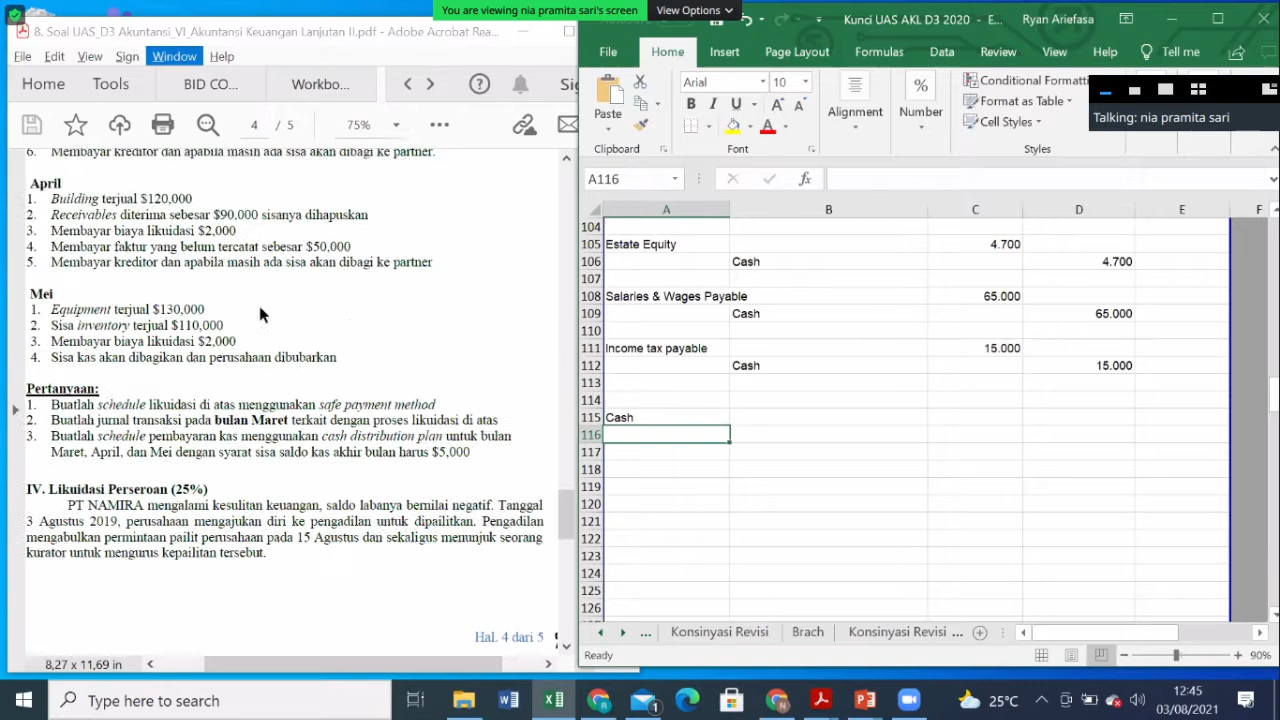 You are viewing nia pramita sari's screen
View Options
8. Soal UAS_D3 Akuntansi_VI_Akuntansi Keuangan Lanjutan II.pdf - Adobe Acrobat Rea...
File Edit View Sign Window Help
Home Tools BID CO... Workbo...
4 / 5 75%
6. Membayar kreditor dan apabila masih ada sisa akan dibagi ke partner.
April
1. Building terjual $120,000
2. Receivables diterima sebesar $90,000 sisanya dihapuskan
3. Membayar biaya likuidasi $2,000
4. Membayar faktur yang belum tercatat sebesar $50,000
5. Membayar kreditor dan apabila masih ada sisa akan dibagi ke partner
Mei
1. Equipment terjual $130,000
2. Sisa inventory terjual $110,000
3. Membayar biaya likuidasi $2,000
4. Sisa kas akan dibagikan dan perusahaan dibubarkan
Pertanyaan:
1. Buatlah schedule likuidasi di atas menggunakan safe payment method
2. Buatlah jurnal transaksi pada bulan Maret terkait dengan proses likuidasi di atas
3. Buatlah schedule pembayaran kas menggunakan cash distribution plan untuk bulan
Maret, April, dan Mei dengan syarat sisa saldo kas akhir bulan harus $5,000
IV. Likuidasi Perseroan (25%)
PT NAMIRA mengalami kesulitan keuangan, saldo labanya bernilai negatif. Tanggal
3 Agustus 2019, perusahaan mengajukan diri ke pengadilan untuk dipailitkan. Pengadilan
mengabulkan permintaan pailit perusahaan pada 15 Agustus dan sekaligus menunjuk seorang
kurator untuk mengurus kepailitan tersebut.
Hal. 4 dari 5
8,27 x 11,69 in
Kunci UAS AKL D3 2020 - E... Ryan Ariefasa
File Home Insert Page Layout Formulas Data Review View Help Tell me
Paste
Clipboard
Arial 10
B I U A A
A
Font
Alignment
%
Number
Conditional Formatti
Format as Table
Cell Styles
Styles
Talking: nia pramita sari
A116 fx
A B C D E F
104
105 Estate Equity 4.700
106 Cash 4.700
107
108 Salaries & Wages Payable 65.000
109 Cash 65.000
110
111 Income tax payable 15.000
112 Cash 15.000
113
114
115 Cash
116
117
118
119
120
121
122
123
124
125
126
... Konsinyasi Revisi Brach Konsinyasi Revisi ...
Ready 90%
Type here to search
1
25°C
12:45
03/08/2021